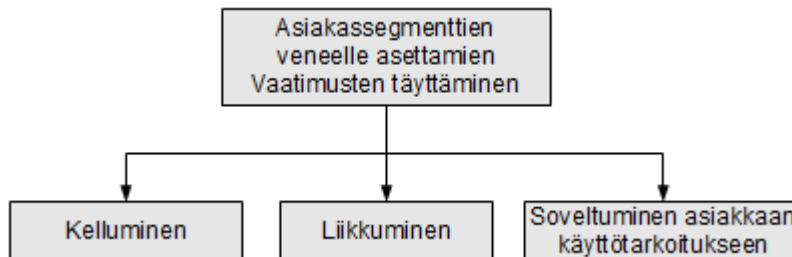 Asiakassegmenttien
veneelle asettamien
Vaatimusten täyttäminen
Kelluminen
Liikkuminen
Soveltuminen asiakkaan
käyttötarkoitukseen